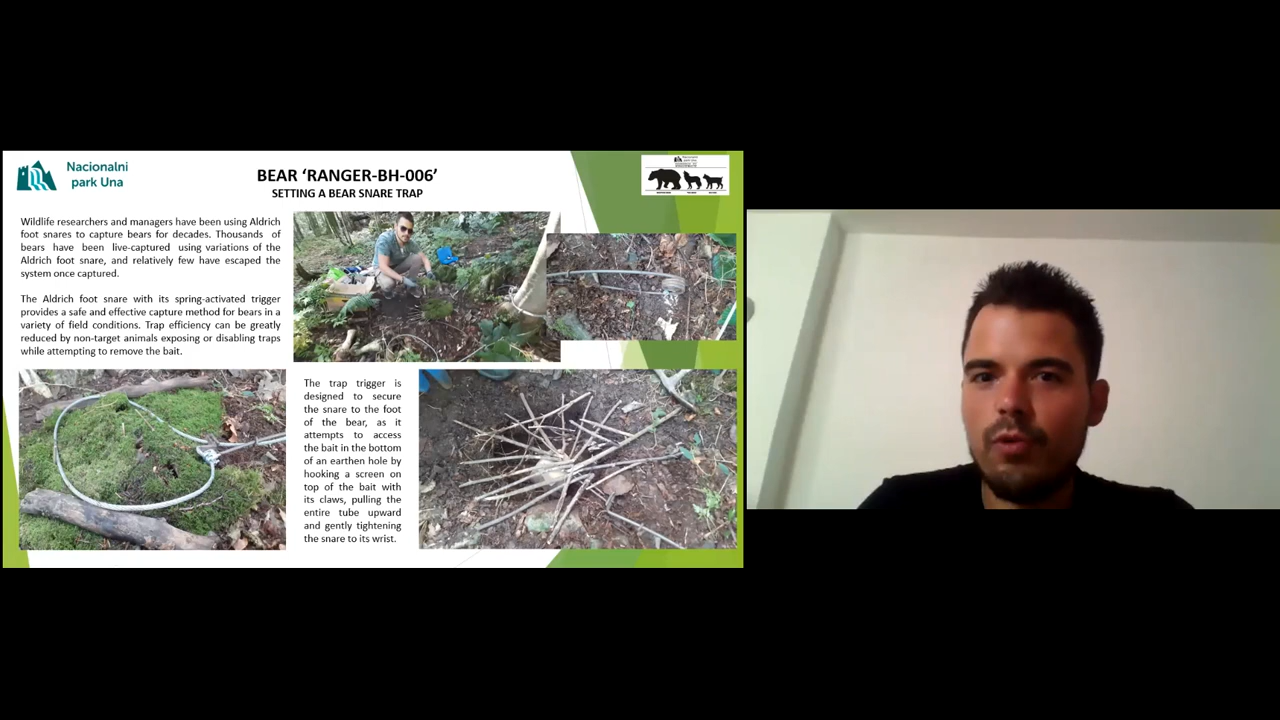 Nacionalni
park Una
BEAR ‘RANGER-BH-006’
SETTING A BEAR SNARE TRAP
Wildlife researchers and managers have been using Aldrich
foot snares to capture bears for decades. Thousands of
bears have been live-captured using variations of the
Aldrich foot snare, and relatively few have escaped the
system once captured.
The Aldrich foot snare with its spring-activated trigger
provides a safe and effective capture method for bears in a
variety of field conditions. Trap efficiency can be greatly
reduced by non-target animals exposing or disabling traps
while attempting to remove the bait.
The trap trigger is
designed to secure
the snare to the foot
of the bear, as it
attempts to access
the bait in the bottom
of an earthen hole by
hooking a screen on
top of the bait with
its claws, pulling the
entire tube upward
and gently tightening
the snare to its wrist.